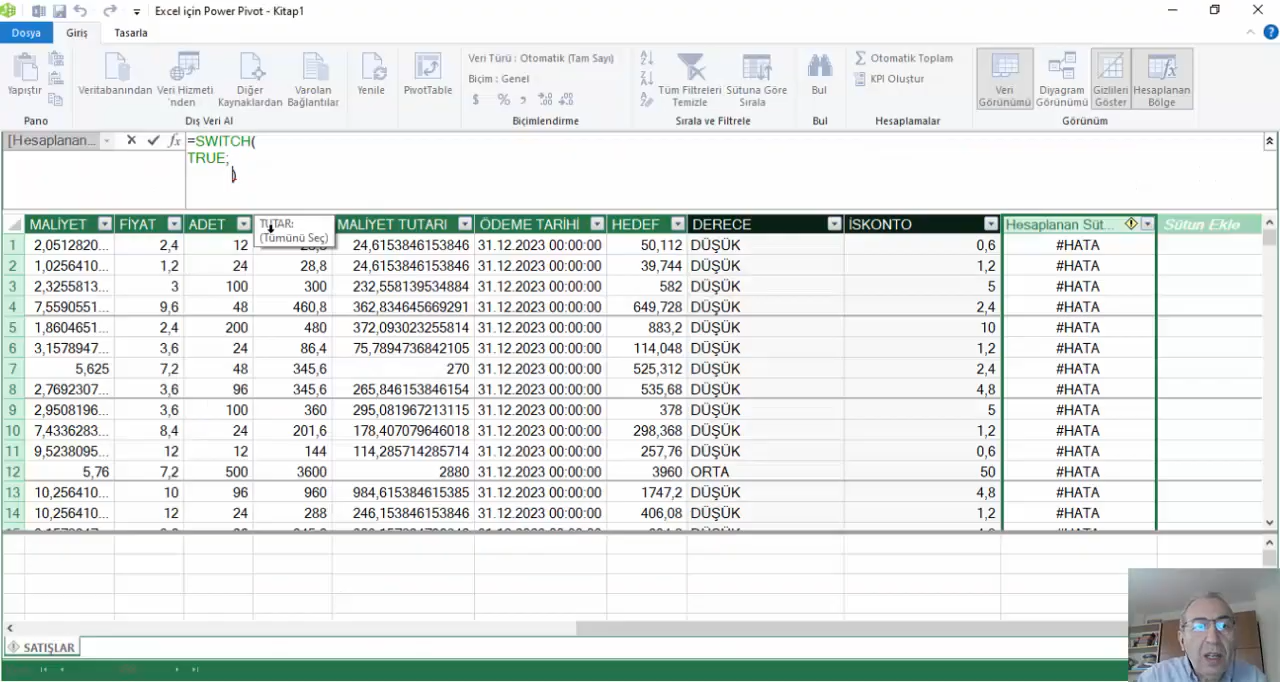 Excel için Power Pivot - Kitap1
Dosya Giriş Tasarla
Yapıştır
Pano
Veritabanından
Veri Hizmeti 'nden
Diğer Kaynaklardan
Varolan Bağlantılar
Dış Veri Al
Yenile
PivotTable
Veri Türü : Otomatik (Tam Sayı)
Biçim : Genel
$ %
Biçimlendirme
Tüm Filtreleri Temizle
Sütuna Göre Sırala
Sırala ve Filtrele
Bul
Bul
Otomatik Toplam
KPI Oluştur
Hesaplamalar
Veri Görünümü
Diyagram Görünümü
Gizlileri Göster
Hesaplanan Bölge
Görünüm
[Hesaplanan... fx =SWITCH(
TRUE;
)
MALİYET FİYAT ADET MALİYET TUTARI ÖDEME TARİHİ HEDEF DERECE İSKONTO Hesaplanan Süt... Sütun Ekle
TUTAR:
(Tümünü Seç)
1 2,0512820... 2,4 12 24,6153846153846 31.12.2023 00:00:00 50,112 DÜŞÜK 0,6 #HATA
2 1,0256410... 1,2 24 28,8 24,6153846153846 31.12.2023 00:00:00 39,744 DÜŞÜK 1,2 #HATA
3 2,3255813... 3 100 300 232,558139534884 31.12.2023 00:00:00 582 DÜŞÜK 5 #HATA
4 7,5590551... 9,6 48 460,8 362,834645669291 31.12.2023 00:00:00 649,728 DÜŞÜK 2,4 #HATA
5 1,8604651... 2,4 200 480 372,093023255814 31.12.2023 00:00:00 883,2 DÜŞÜK 10 #HATA
6 3,1578947... 3,6 24 86,4 75,7894736842105 31.12.2023 00:00:00 114,048 DÜŞÜK 1,2 #HATA
7 5,625 7,2 48 345,6 270 31.12.2023 00:00:00 525,312 DÜŞÜK 2,4 #HATA
8 2,7692307... 3,6 96 345,6 265,846153846154 31.12.2023 00:00:00 535,68 DÜŞÜK 4,8 #HATA
9 2,9508196... 3,6 100 360 295,081967213115 31.12.2023 00:00:00 378 DÜŞÜK 5 #HATA
10 7,4336283... 8,4 24 201,6 178,407079646018 31.12.2023 00:00:00 298,368 DÜŞÜK 1,2 #HATA
11 9,5238095... 12 12 144 114,285714285714 31.12.2023 00:00:00 257,76 DÜŞÜK 0,6 #HATA
12 5,76 7,2 500 3600 2880 31.12.2023 00:00:00 3960 ORTA 50 #HATA
13 10,256410... 10 96 960 984,615384615385 31.12.2023 00:00:00 1747,2 DÜŞÜK 4,8 #HATA
14 10,256410... 12 24 288 246,153846153846 31.12.2023 00:00:00 406,08 DÜŞÜK 1,2 #HATA
SATIŞLAR